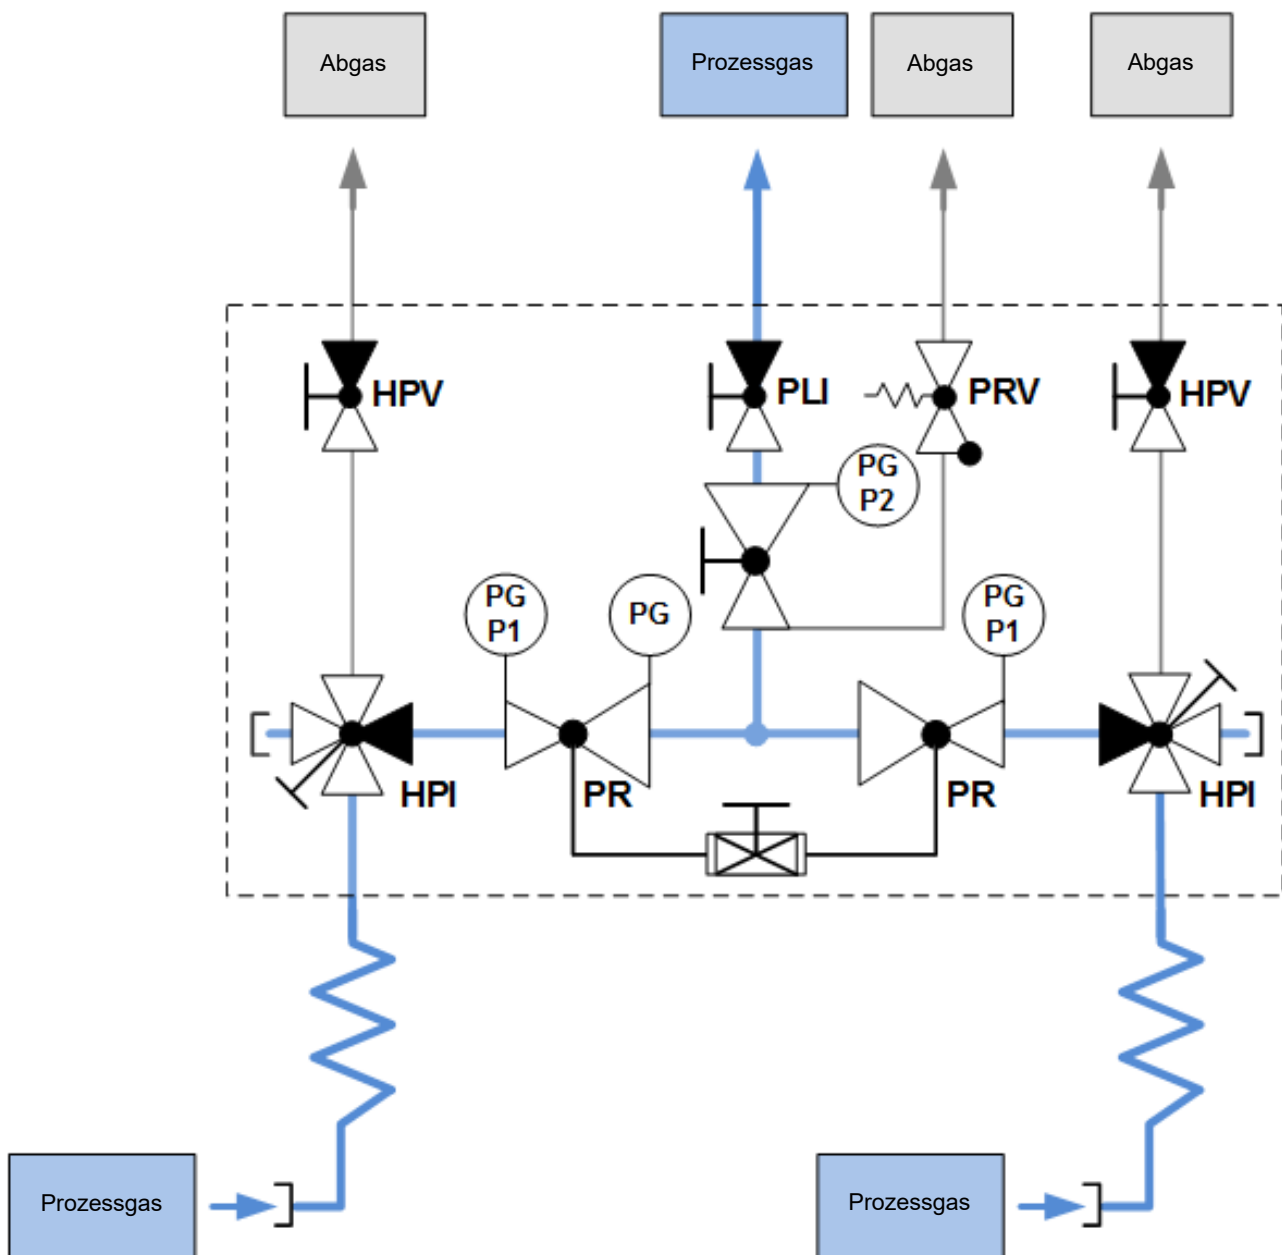 Abgas
Prozessgas
Abgas
Abgas
HPV
PLI
PRV
HPV
PG
P2
PG
P1
PG
PG
P1
HPI
PR
PR
HPI
Prozessgas
Prozessgas